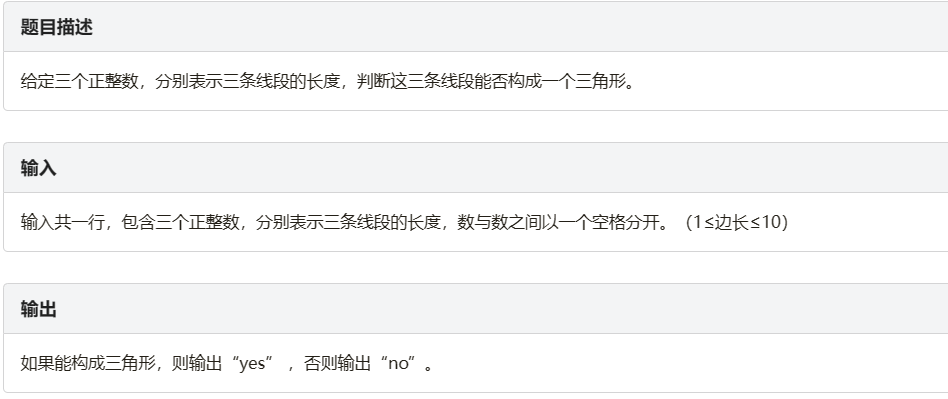 题目描述
给定三个正整数，分别表示三条线段的长度，判断这三条线段能否构成一个三角形。
输入
输入共一行，包含三个正整数，分别表示三条线段的长度，数与数之间以一个空格分开。（1≤边长≤10）
输出
如果能构成三角形，则输出“yes” ，否则输出“no”。